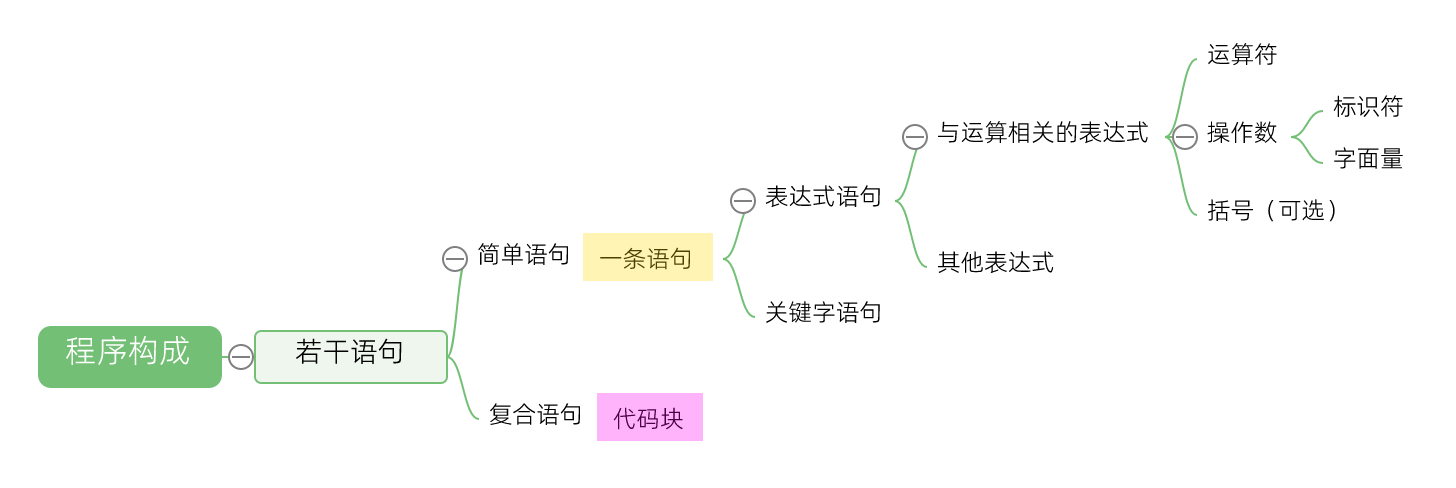 程序构成
若干语句
简单语句
一条语句
表达式语句
与运算相关的表达式
运算符
操作数
标识符
字面量
括号（可选）
其他表达式
关键字语句
复合语句
代码块